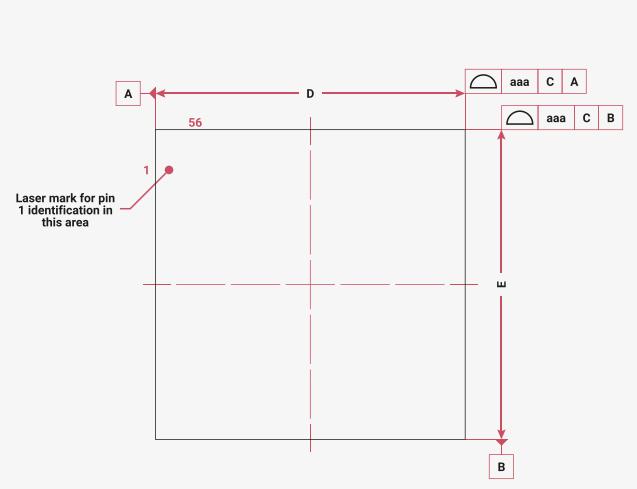 aaa C A
A
D
aaa C B
56
1
Laser mark for pin
1 identification in
this area
E
B